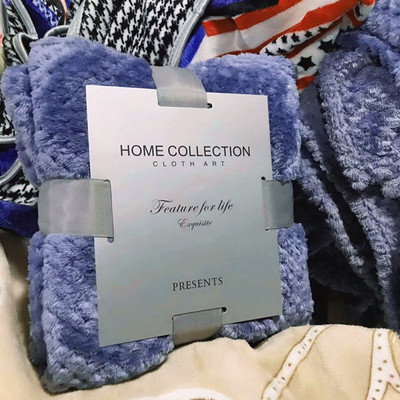 HOME COLLECTION
CLOTH ART
Feature for life
Exquisite
PRESENTS